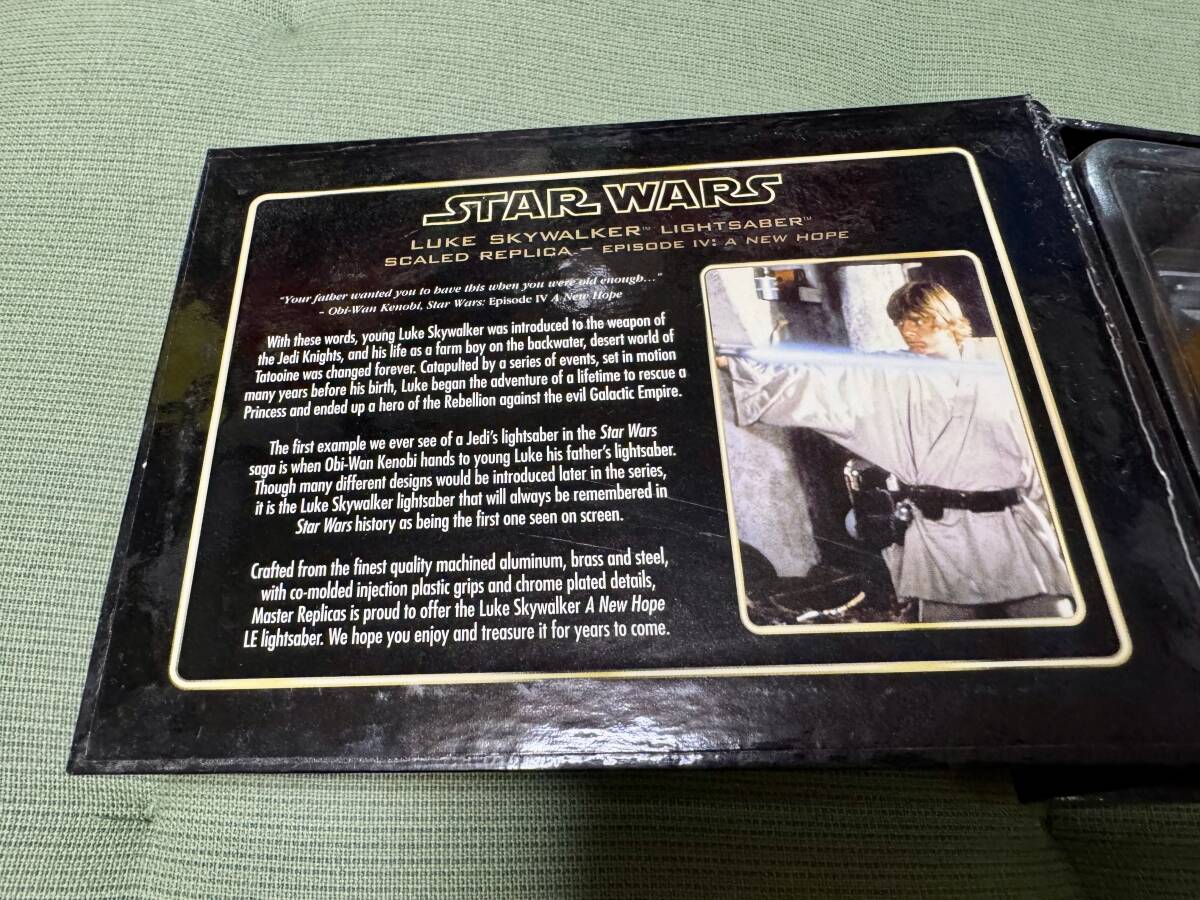 STAR WARS
LUKE SKYWALKER™ LIGHTSABER™
SCALED REPLICA – EPISODE IV: A NEW HOPE
"Your father wanted you to have this when you were old enough..."
- Obi-Wan Kenobi, Star Wars: Episode IV A New Hope
With these words, young Luke Skywalker was introduced to the weapon of
the Jedi Knights, and his life as a farm boy on the backwater, desert world of
Tatooine was changed forever. Catapulted by a series of events, set in motion
many years before his birth, Luke began the adventure of a lifetime to rescue a
Princess and ended up a hero of the Rebellion against the evil Galactic Empire.
The first example we ever see of a Jedi's lightsaber in the Star Wars
saga is when Obi-Wan Kenobi hands to young Luke his father's lightsaber.
Though many different designs would be introduced later in the series,
it is the Luke Skywalker lightsaber that will always be remembered in
Star Wars history as being the first one seen on screen.
Crafted from the finest quality machined aluminum, brass and steel,
with co-molded injection plastic grips and chrome plated details,
Master Replicas is proud to offer the Luke Skywalker A New Hope
LE lightsaber. We hope you enjoy and treasure it for years to come.